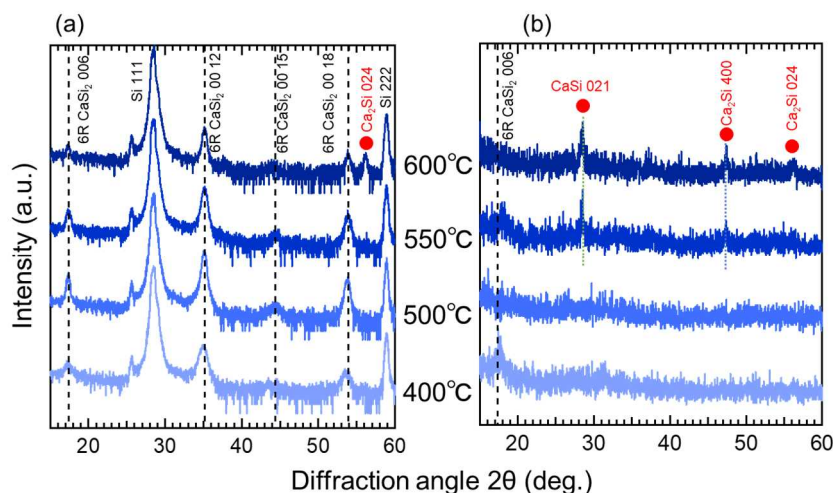 (a)
(b)
6R CaSi₂ 006
Si 111
6R CaSi₂ 00 12
6R CaSi₂ 00 15
6R CaSi₂ 00 18
Ca₂Si 024
Si 222
6R CaSi₂ 006
CaSi 021
Ca₂Si 400
Ca₂Si 024
600℃
550℃
500℃
400℃
Intensity (a.u.)
20 30 40 50 60
20 30 40 50 60
Diffraction angle 2θ (deg.)